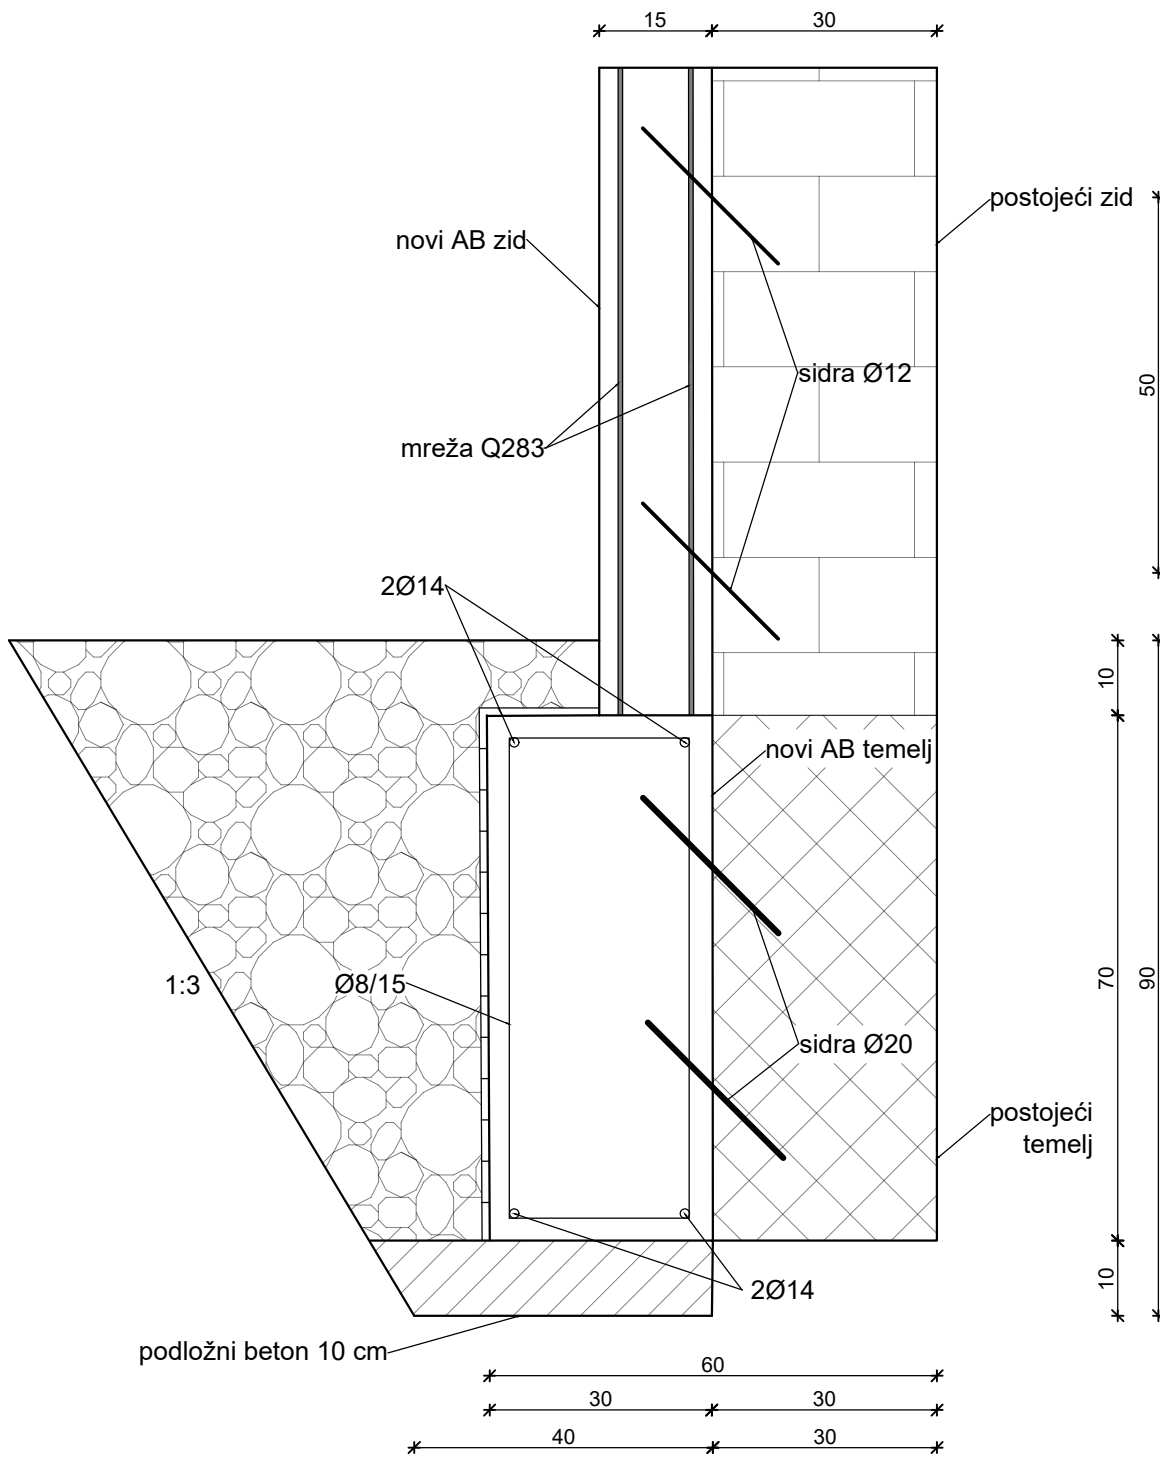 15
30
postojeći zid
novi AB zid
sidra Ø12
50
mreža Q283
2Ø14
10
novi AB temelj
1:3
Ø8/15
70
90
sidra Ø20
postojeći
temelj
10
2Ø14
podložni beton 10 cm
60
30
30
40
30